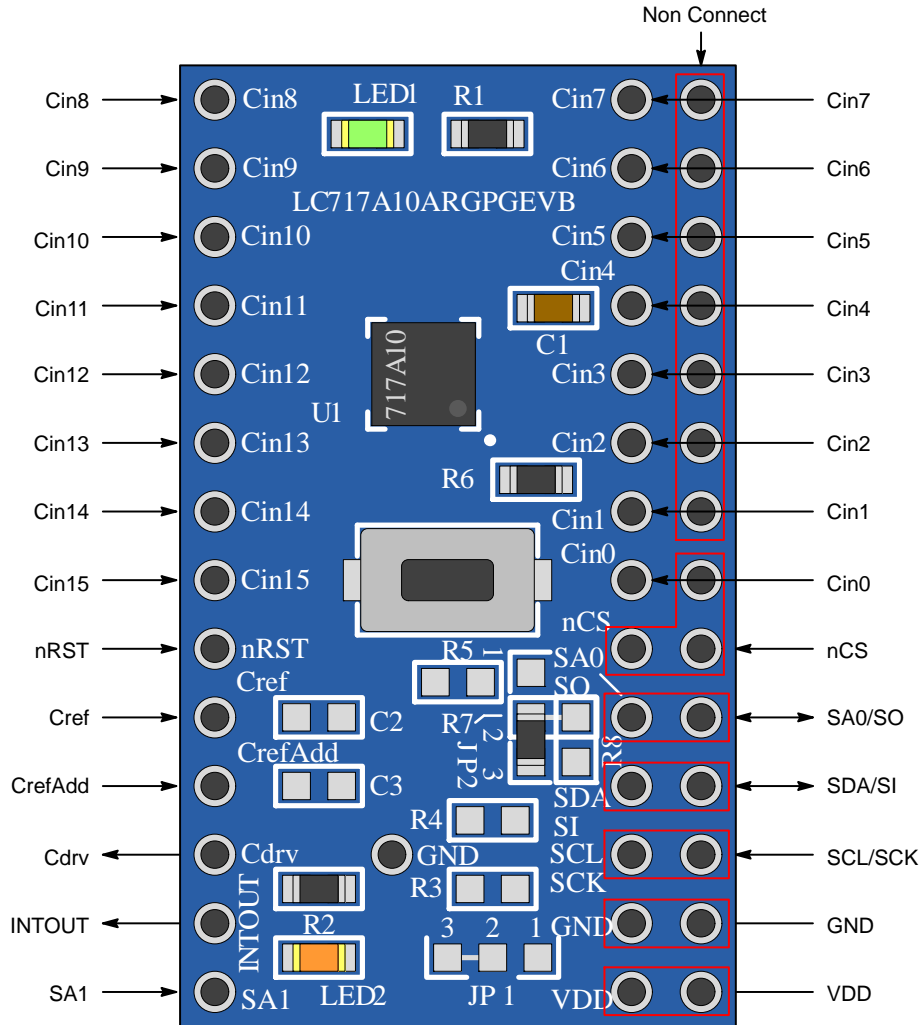 Non Connect
Cin8
Cin8
LED1
R1
Cin7
Cin7
Cin9
Cin9
Cin6
Cin6
LC717A10ARGPGEVB
Cin10
Cin10
Cin5
Cin5
Cin4
Cin11
Cin11
Cin4
C1
717A10
Cin12
Cin12
Cin3
Cin3
U1
Cin13
Cin13
Cin2
Cin2
R6
Cin14
Cin14
Cin1
Cin1
Cin0
Cin15
Cin15
Cin0
nCS
nRST
nRST
R5
1
SA0
nCS
Cref
SO
Cref
C2
R7
2
SA0/SO
CrefAdd
JP2
3
R8
CrefAdd
C3
SDA
SDA/SI
R4
SI
Cdrv
Cdrv
GND
SCL
SCL/SCK
R3
SCK
INTOUT
INTOUT
R2
3
2
1
GND
GND
SA1
SA1
LED2
JP 1
VDD
VDD